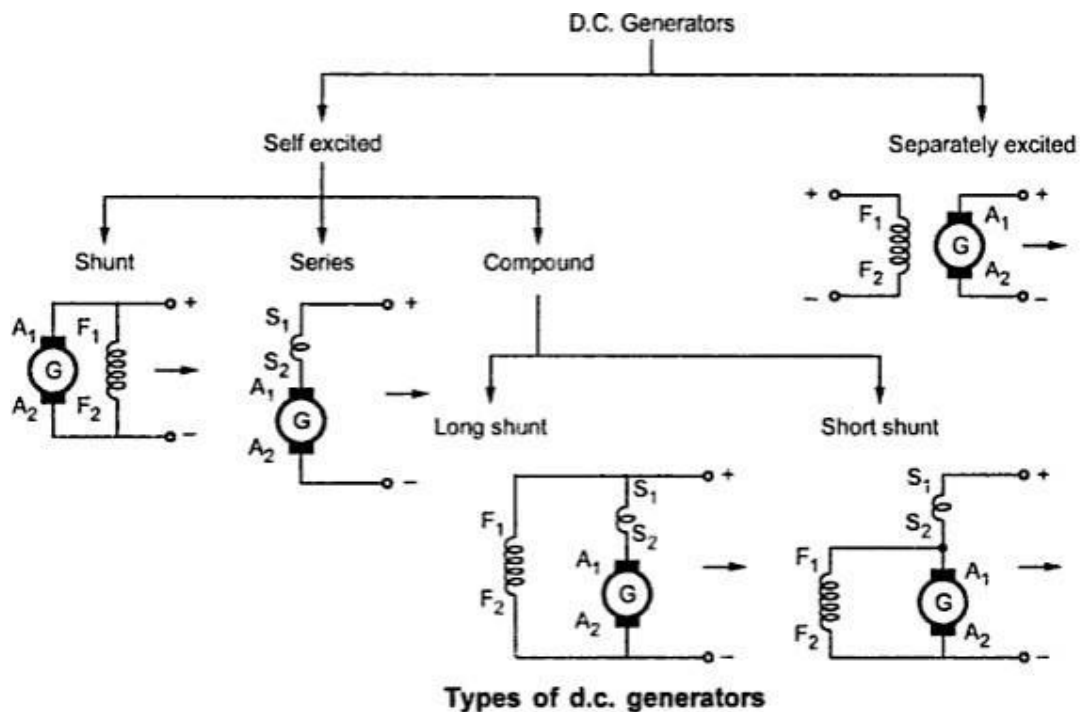 D.C. Generators
Self excited
Separately excited
+ F₁ A₁ +
G
– F₂ A₂ –
Shunt Series Compound
A₁ F₁ +
G
A₂ F₂ –
S₁ +
S₂
A₁
G
A₂ –
Long shunt Short shunt
S₁ +
F₁ S₂
A₁
F₂ G
A₂ –
S₁ +
S₂
F₁ A₁
G
F₂ A₂ –
Types of d.c. generators